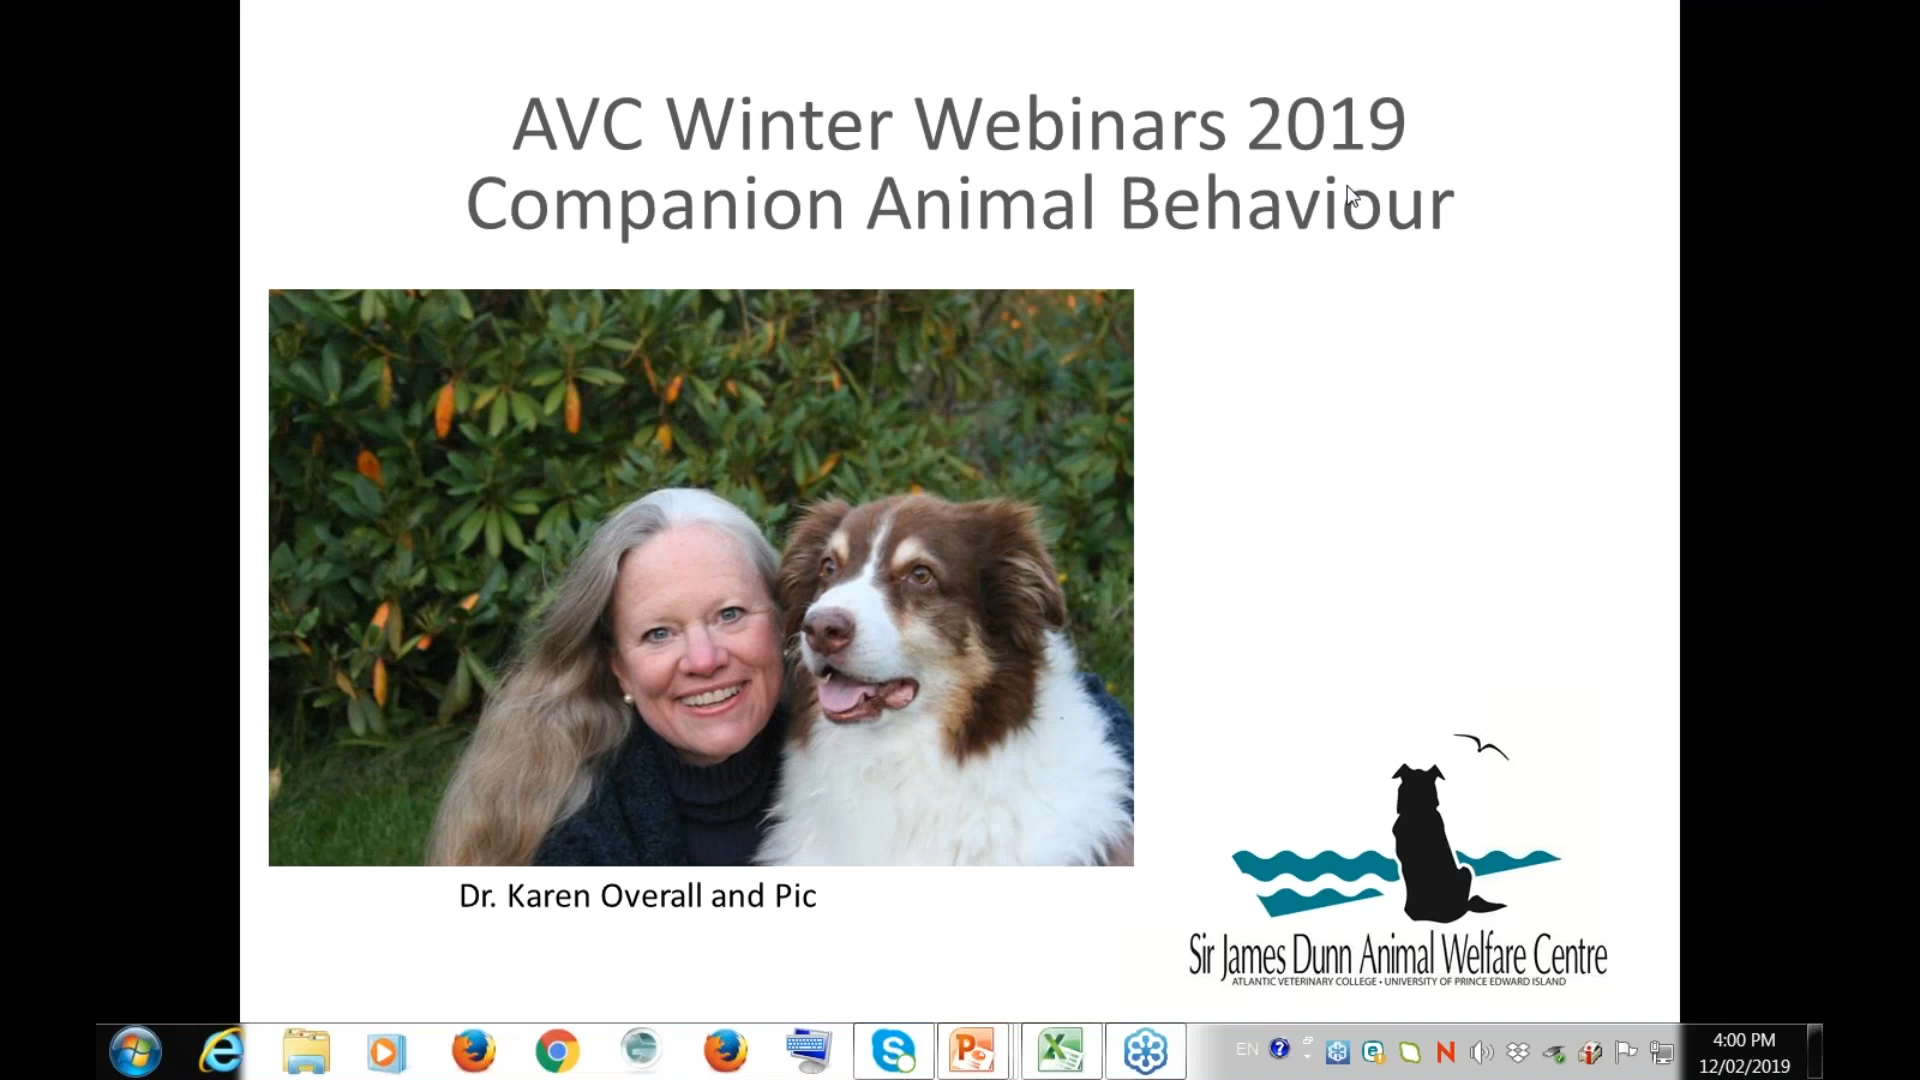 AVC Winter Webinars 2019
Companion Animal Behaviour
Dr. Karen Overall and Pic
Sir James Dunn Animal Welfare Centre
ATLANTIC VETERINARY COLLEGE • UNIVERSITY OF PRINCE EDWARD ISLAND
EN
4:00 PM
12/02/2019